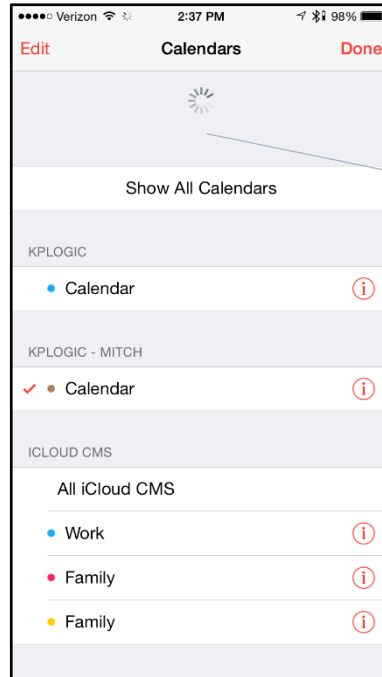 Verizon 2:37 PM 98%
Edit Calendars Done
Show All Calendars
KPLOGIC
Calendar
KPLOGIC - MITCH
Calendar
ICLOUD CMS
All iCloud CMS
Work
Family
Family